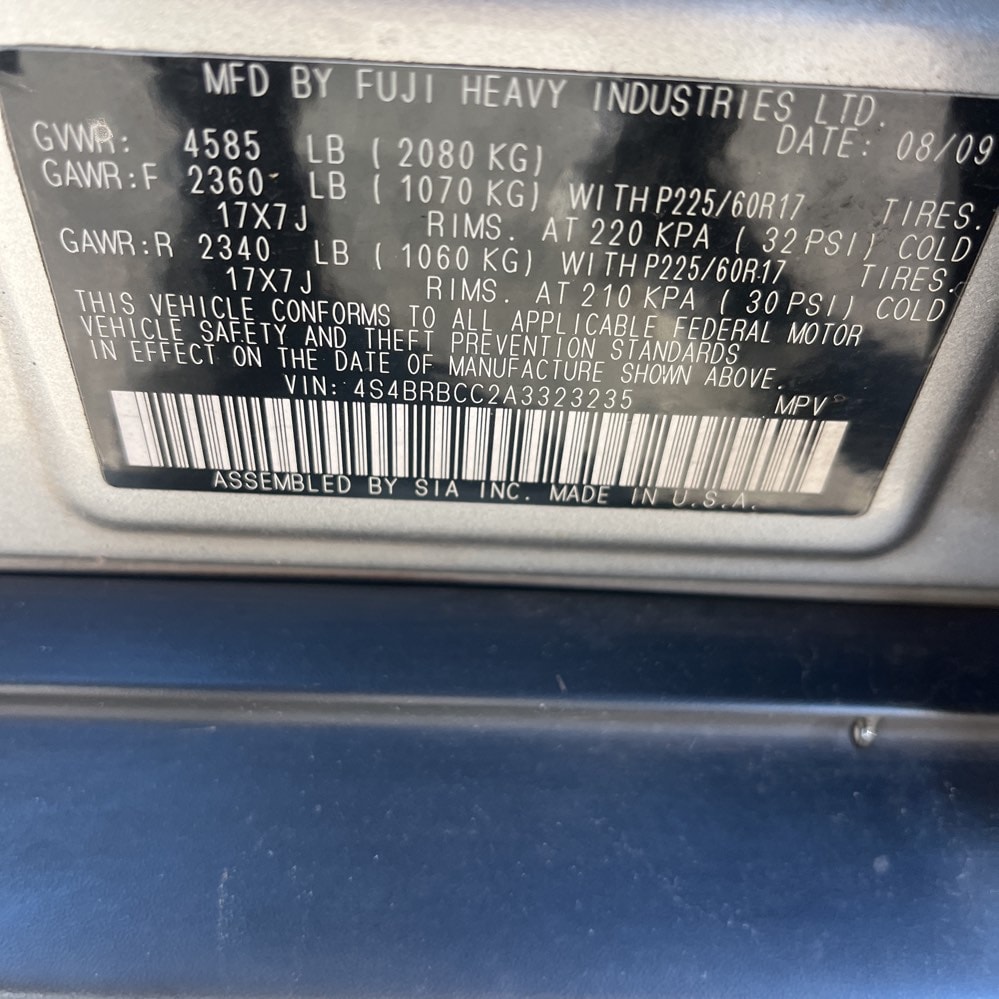 MFD BY FUJI HEAVY INDUSTRIES LTD.
DATE: 08/09
GVWR: 4585 LB ( 2080 KG)
GAWR:F 2360 LB ( 1070 KG) WITH P225/60R17 TIRES.
17X7J RIMS. AT 220 KPA ( 32 PSI) COLD
GAWR:R 2340 LB ( 1060 KG) WITH P225/60R17 TIRES.
17X7J RIMS. AT 210 KPA ( 30 PSI) COLD
THIS VEHICLE CONFORMS TO ALL APPLICABLE FEDERAL MOTOR
VEHICLE SAFETY AND THEFT PREVENTION STANDARDS
IN EFFECT ON THE DATE OF MANUFACTURE SHOWN ABOVE.
VIN: 4S4BRBCC2A3323235 MPV
ASSEMBLED BY SIA INC. MADE IN U.S.A.